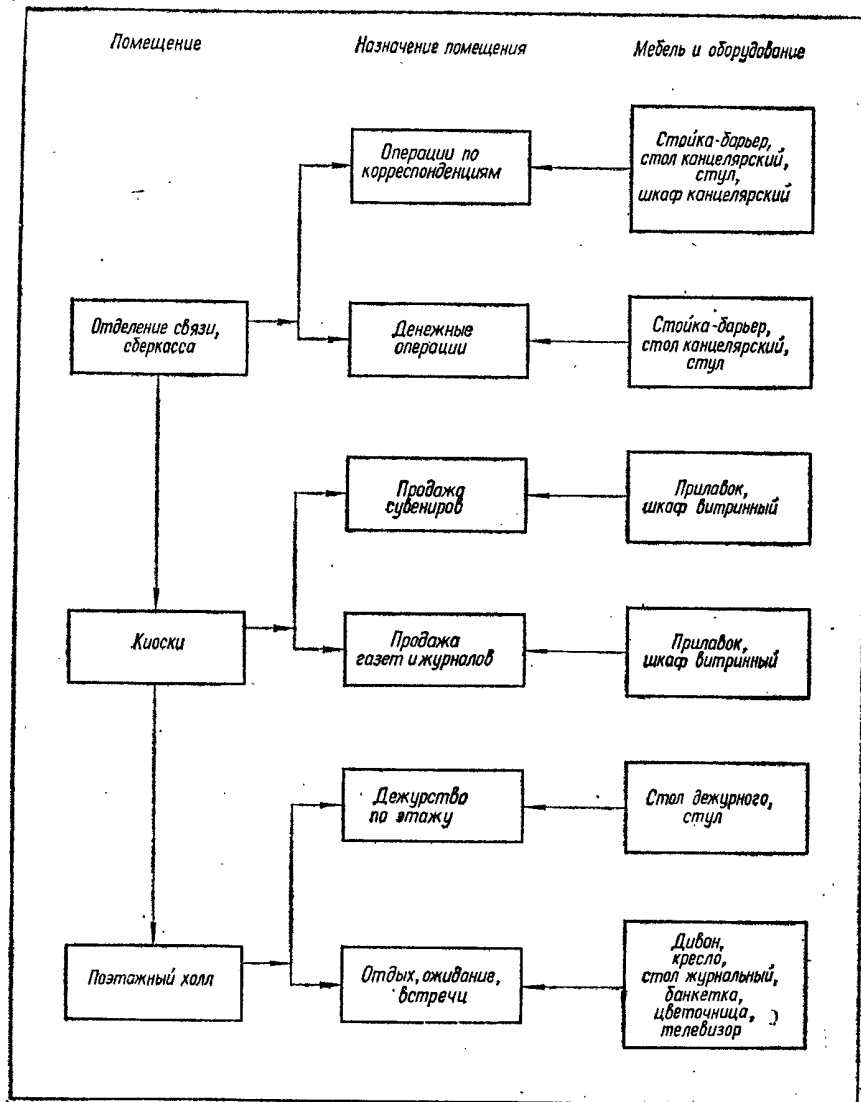 Помещение
Назначение помещения
Мебель и оборудование
Операции по
корреспонденциям
Стойка-барьер,
стол канцелярский,
стул,
шкаф канцелярский
Отделение связи,
сберкасса
Денежные
операции
Стойка-барьер,
стол канцелярский,
стул
Продажа
сувениров
Прилавок,
шкаф витринный
Киоски
Продажа
газет и журналов
Прилавок,
шкаф витринный
Дежурство
по этажу
Стол дежурного,
стул
Поэтажный холл
Отдых, ожидание,
встречи
Диван,
кресло,
стол журнальный,
банкетка,
цветочница,
телевизор